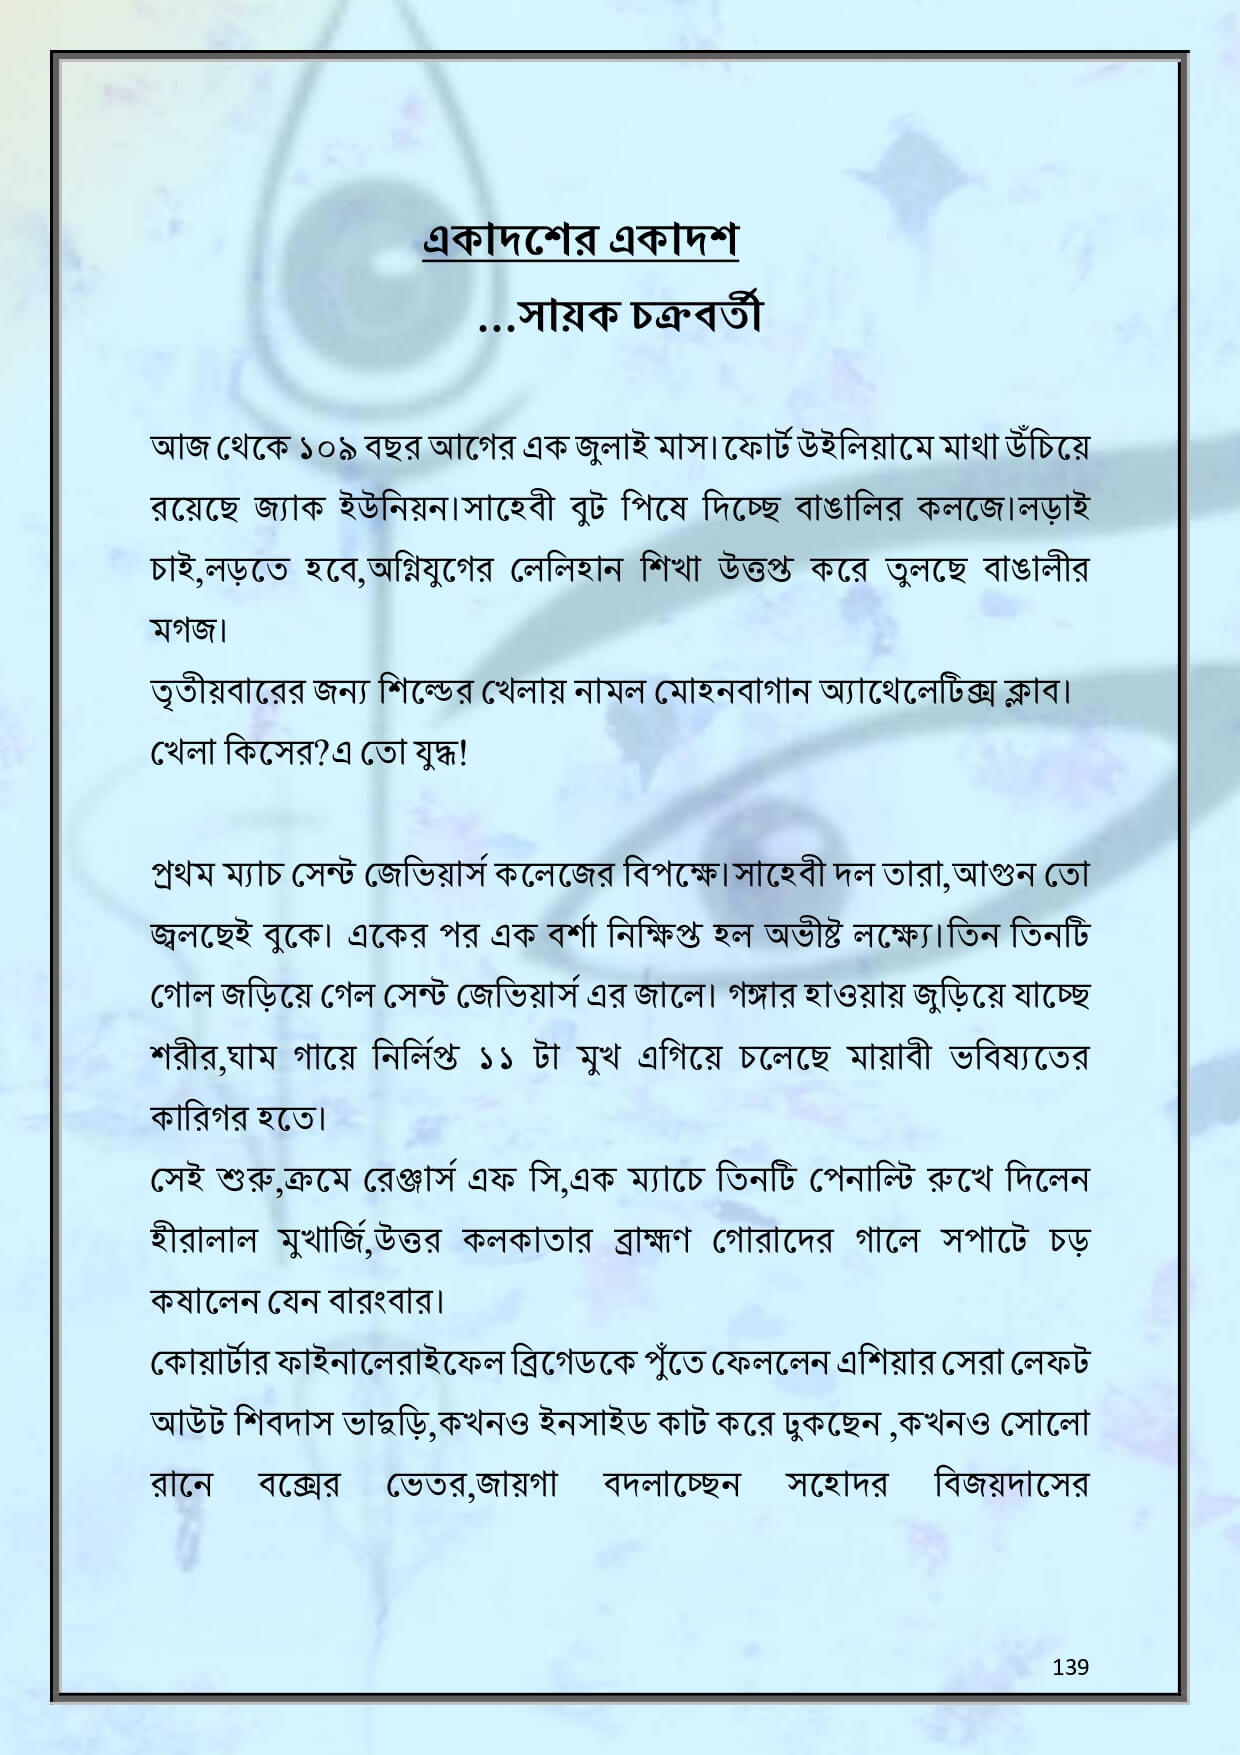 একাদশের একাদশ
...সায়ক চক্রবর্তী
আজ থেকে ১০৯ বছর আগের এক জুলাই মাস।ফোর্ট উইলিয়ামে মাথা উঁচিয়ে
রয়েছে জ্যাক ইউনিয়ন।সাহেবী বুট পিষে দিচ্ছে বাঙালির কলজে।লড়াই
চাই,লড়তে হবে,অগ্নিযুগের লেলিহান শিখা উত্তপ্ত করে তুলছে বাঙালীর
মগজ।
তৃতীয়বারের জন্য শিল্ডের খেলায় নামল মোহনবাগান অ্যাথেলেটিক্স ক্লাব।
খেলা কিসের?এ তো যুদ্ধ!
প্রথম ম্যাচ সেন্ট জেভিয়ার্স কলেজের বিপক্ষে।সাহেবী দল তারা,আগুন তো
জ্বলছেই বুকে। একের পর এক বর্শা নিক্ষিপ্ত হল অভীষ্ট লক্ষ্যে।তিন তিনটি
গোল জড়িয়ে গেল সেন্ট জেভিয়ার্স এর জালে। গঙ্গার হাওয়ায় জুড়িয়ে যাচ্ছে
শরীর,ঘাম গায়ে নির্লিপ্ত ১১ টা মুখ এগিয়ে চলেছে মায়াবী ভবিষ্যতের
কারিগর হতে।
সেই শুরু,ক্রমে রেঞ্জার্স এফ সি,এক ম্যাচে তিনটি পেনাল্টি রুখে দিলেন
হীরালাল মুখার্জি,উত্তর কলকাতার ব্রাহ্মণ গোরাদের গালে সপাটে চড়
কষালেন যেন বারংবার।
কোয়ার্টার ফাইনালেরাইফেল ব্রিগেডকে পুঁতে ফেললেন এশিয়ার সেরা লেফট
আউট শিবদাস ভাদুড়ি,কখনও ইনসাইড কাট করে ঢুকছেন ,কখনও সোলো
রানে বক্সের ভেতর,জায়গা বদলাচ্ছেন সহোদর বিজয়দাসের
139